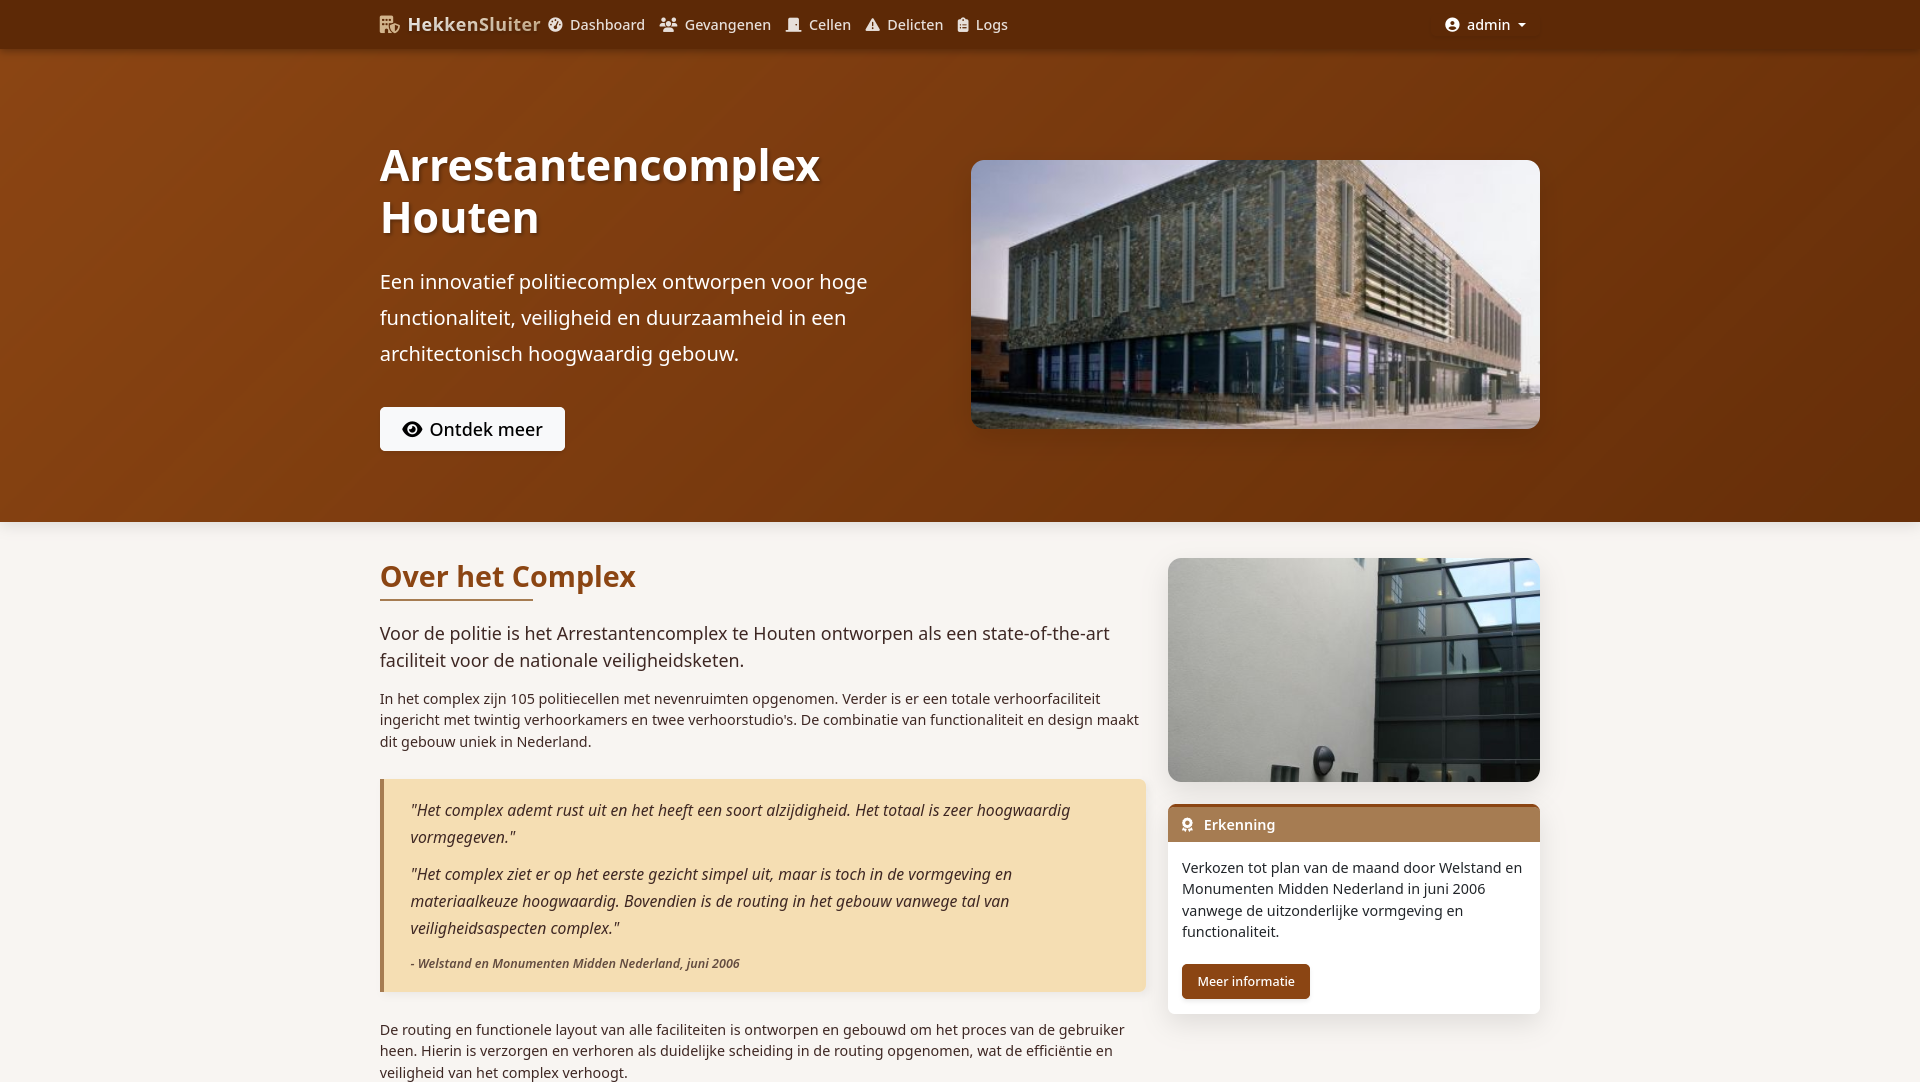 HekkenSluiter Dashboard Gevangenen Cellen Delicten Logs admin
Arrestantencomplex
Houten
Een innovatief politiecomplex ontworpen voor hoge
functionaliteit, veiligheid en duurzaamheid in een
architectonisch hoogwaardig gebouw.
Ontdek meer
Over het Complex
Voor de politie is het Arrestantencomplex te Houten ontworpen als een state-of-the-art
faciliteit voor de nationale veiligheidsketen.
In het complex zijn 105 politiecellen met nevenruimten opgenomen. Verder is er een totale verhoorfaciliteit
ingericht met twintig verhoorkamers en twee verhoorstudio's. De combinatie van functionaliteit en design maakt
dit gebouw uniek in Nederland.
"Het complex ademt rust uit en het heeft een soort alzijdigheid. Het totaal is zeer hoogwaardig
vormgegeven."
"Het complex ziet er op het eerste gezicht simpel uit, maar is toch in de vormgeving en
materiaalkeuze hoogwaardig. Bovendien is de routing in het gebouw vanwege tal van
veiligheidsaspecten complex."
- Welstand en Monumenten Midden Nederland, juni 2006
De routing en functionele layout van alle faciliteiten is ontworpen en gebouwd om het proces van de gebruiker
heen. Hierin is verzorgen en verhoren als duidelijke scheiding in de routing opgenomen, wat de efficiëntie en
veiligheid van het complex verhoogt.
Erkenning
Verkozen tot plan van de maand door Welstand en
Monumenten Midden Nederland in juni 2006
vanwege de uitzonderlijke vormgeving en
functionaliteit.
Meer informatie